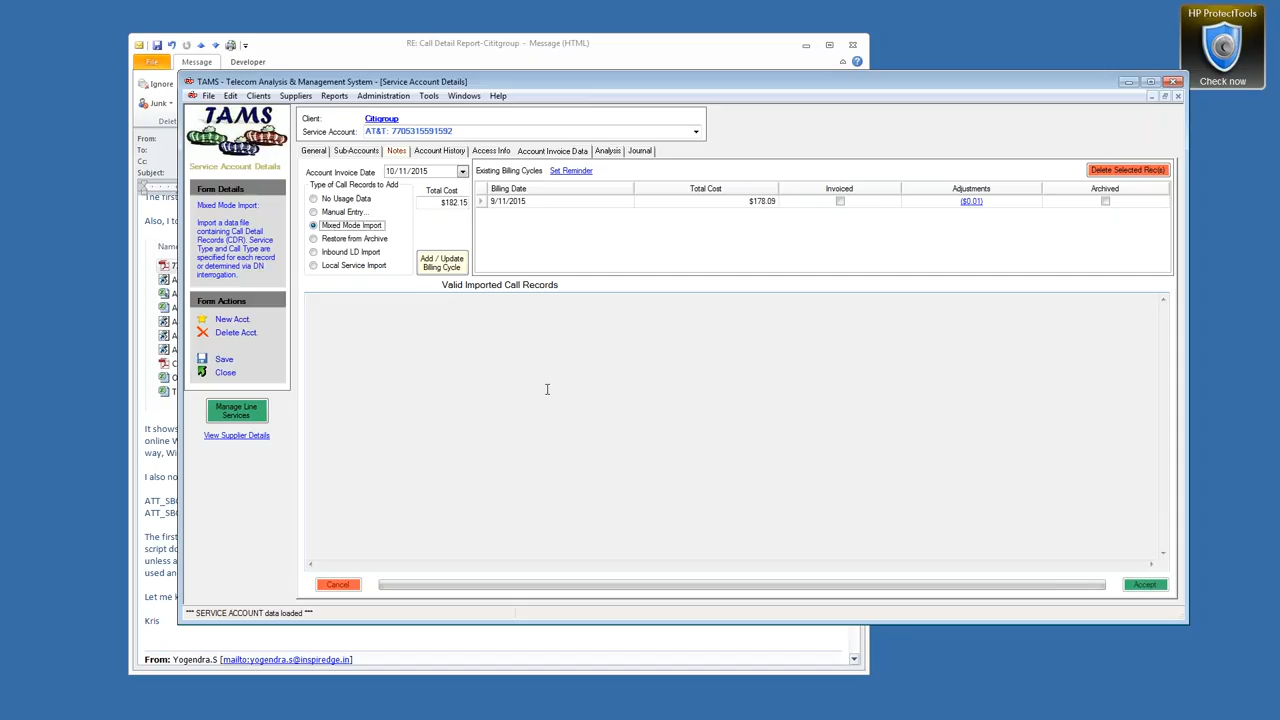 HP ProtectTools
Check now
RE: Call Detail Report-Cititgroup - Message (HTML)
File
Message
Developer
Ignore
Junk
Delet
From:
To:
Cc:
Subject:
The first
Also, I to
Name
It shows
online W
way, Wi
I also no
ATT_SB
ATT_SB
The first
script do
unless a
used an
Let me k
Kris
From: Yogendra.S [mailto:yogendra.s@inspiredge.in]
TAMS - Telecom Analysis & Management System - [Service Account Details]
File Edit Clients Suppliers Reports Administration Tools Windows Help
TAMS
Service Account Details
Form Details
Mixed Mode Import:
Import a data file
containing Call Detail
Records (CDR). Service
Type and Call Type are
specified for each record
or determined via DN
interrogation.
Form Actions
New Acct.
Delete Acct.
Save
Close
Manage Line
Services
View Supplier Details
Client: Citigroup
Service Account: AT&T: 7705315591592
General Sub-Accounts Notes Account History Access Info Account Invoice Data Analysis Journal
Account Invoice Date 10/11/2015
Type of Call Records to Add
No Usage Data
Manual Entry...
Mixed Mode Import
Restore from Archive
Inbound LD Import
Local Service Import
Total Cost
$182.15
Add / Update
Billing Cycle
Existing Billing Cycles Set Reminder
Delete Selected Rec(s)
Billing Date Total Cost Invoiced Adjustments Archived
9/11/2015 $178.09 ($0.01)
Valid Imported Call Records
Cancel
Accept
*** SERVICE ACCOUNT data loaded ***